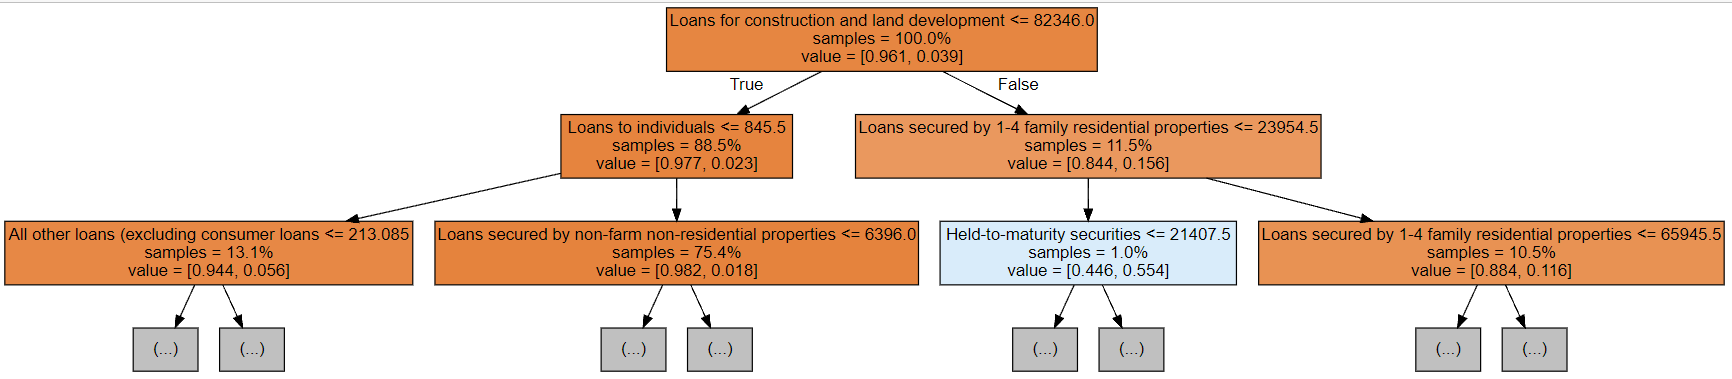 Loans for construction and land development <= 82346.0
samples = 100.0%
value = [0.961, 0.039]
True
False
Loans to individuals <= 845.5
samples = 88.5%
value = [0.977, 0.023]
Loans secured by 1-4 family residential properties <= 23954.5
samples = 11.5%
value = [0.844, 0.156]
All other loans (excluding consumer loans <= 213.085
samples = 13.1%
value = [0.944, 0.056]
Loans secured by non-farm non-residential properties <= 6396.0
samples = 75.4%
value = [0.982, 0.018]
Held-to-maturity securities <= 21407.5
samples = 1.0%
value = [0.446, 0.554]
Loans secured by 1-4 family residential properties <= 65945.5
samples = 10.5%
value = [0.884, 0.116]
(...)
(...)
(...)
(...)
(...)
(...)
(...)
(...)